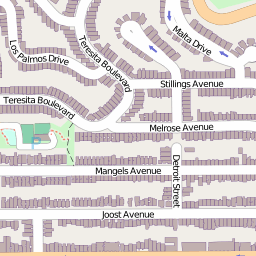 Malta Drive
Teresita Boulevard
Los Palmos Drive
Stillings Avenue
Teresita Boulevard
Melrose Avenue
Detroit Street
Mangels Avenue
Joost Avenue